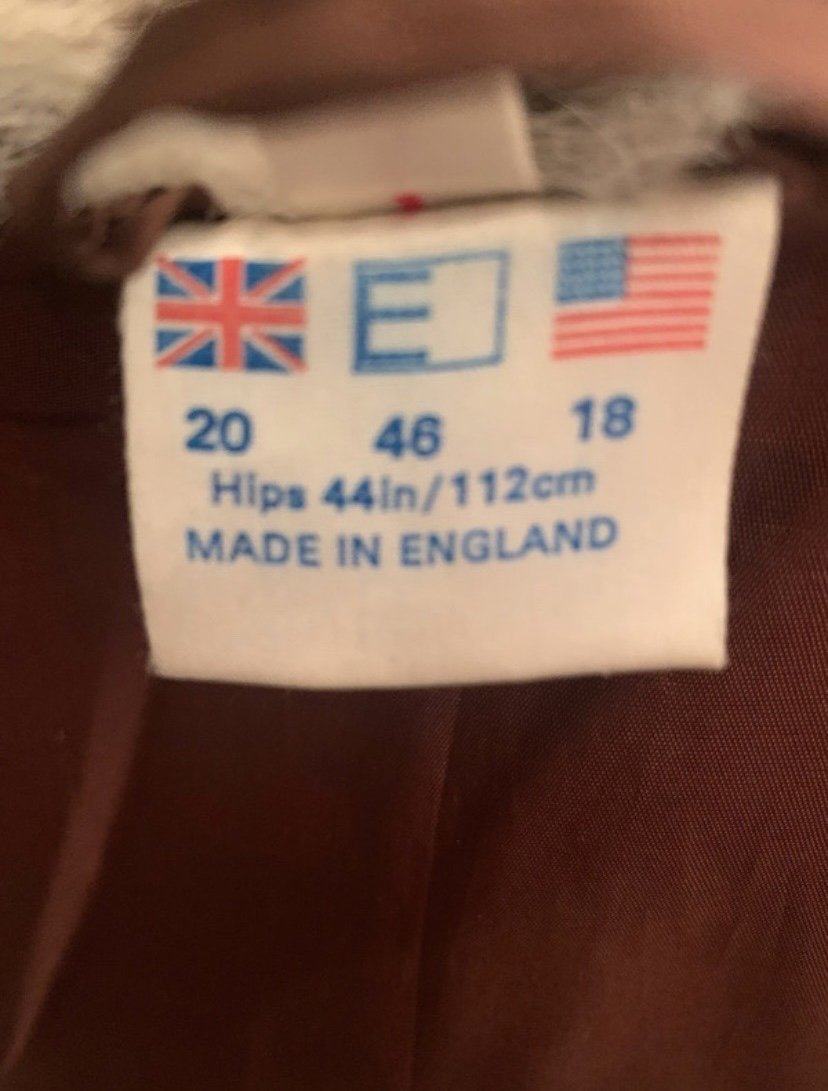 E
20 46 18
Hips 44in/112cm
MADE IN ENGLAND